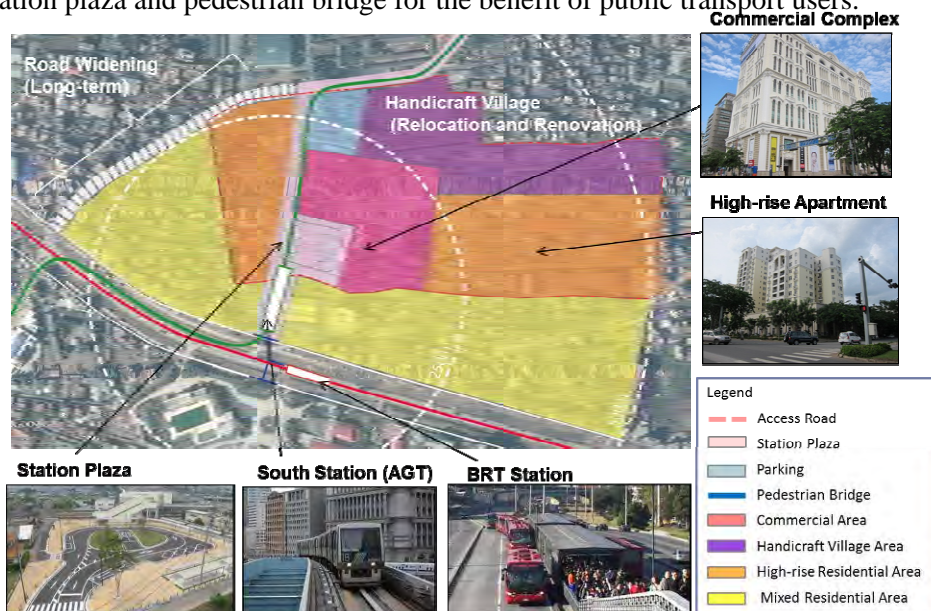 ation plaza and pedestrian bridge for the benefit of public transport users.
Commercial Complex
Road Widening
(Long-term)
Handicraft Village
(Relocation and Renovation)
High-rise Apartment
Legend
Access Road
Station Plaza
Parking
Pedestrian Bridge
Commercial Area
Handicraft Village Area
High-rise Residential Area
Mixed Residential Area
Station Plaza
South Station (AGT)
BRT Station